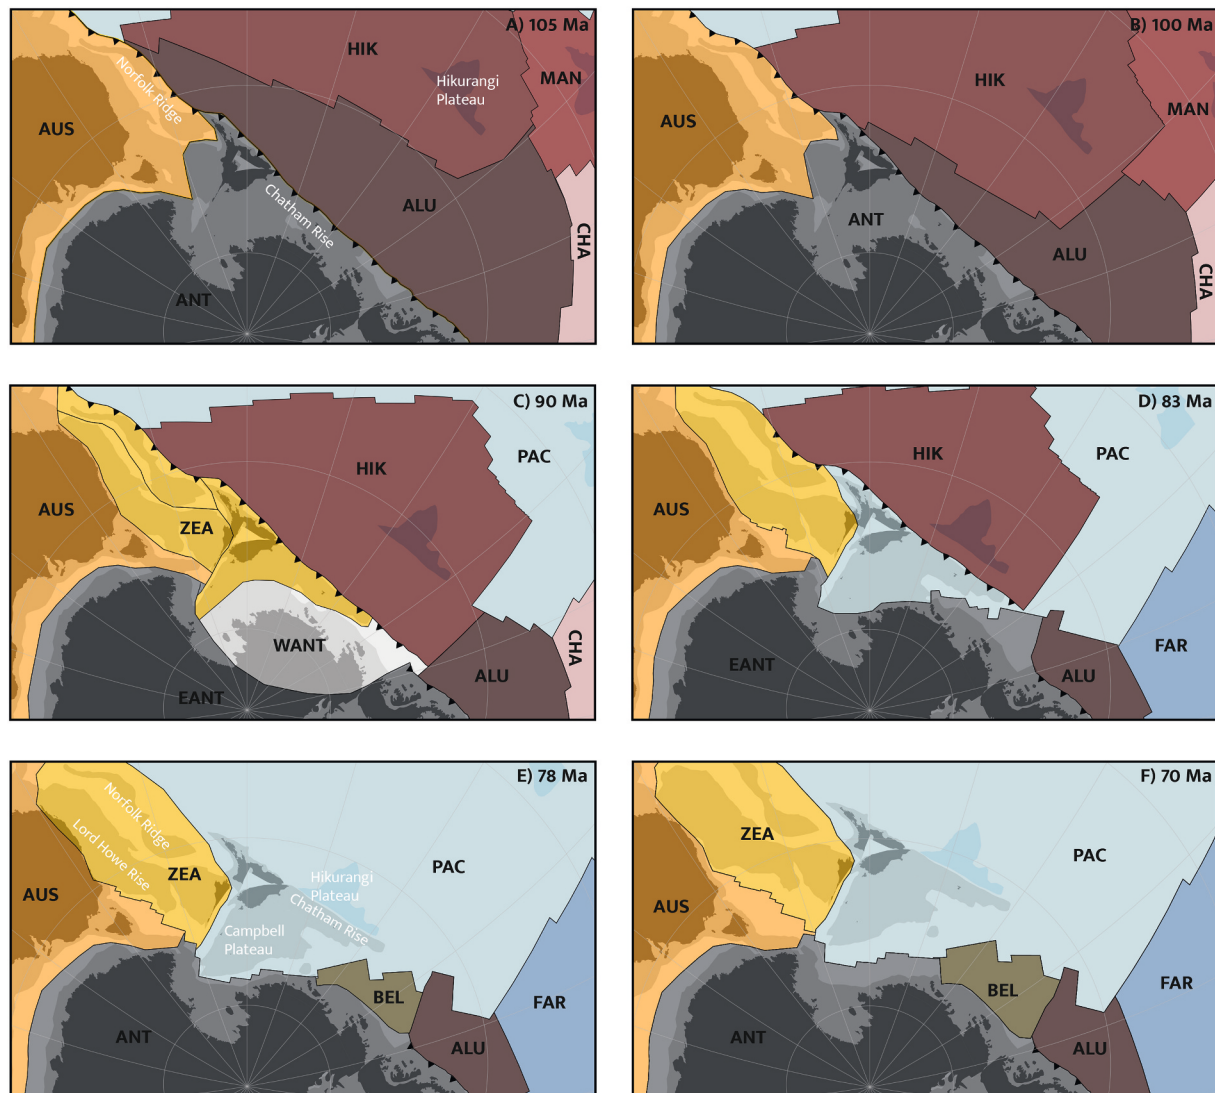 A) 105 Ma
HIK
MAN
Norfolk Ridge
Hikurangi
Plateau
AUS
Chatham Rise
ALU
CHA
ANT
B) 100 Ma
HIK
MAN
AUS
ANT
ALU
CHA
C) 90 Ma
HIK
PAC
AUS
ZEA
WANT
CHA
ALU
EANT
D) 83 Ma
HIK
PAC
AUS
EANT
ALU
FAR
E) 78 Ma
Norfolk Ridge
Lord Howe Rise
ZEA
PAC
AUS
Hikurangi
Plateau
Chatham Rise
Campbell
Plateau
BEL
FAR
ANT
ALU
F) 70 Ma
ZEA
PAC
AUS
BEL
FAR
ANT
ALU